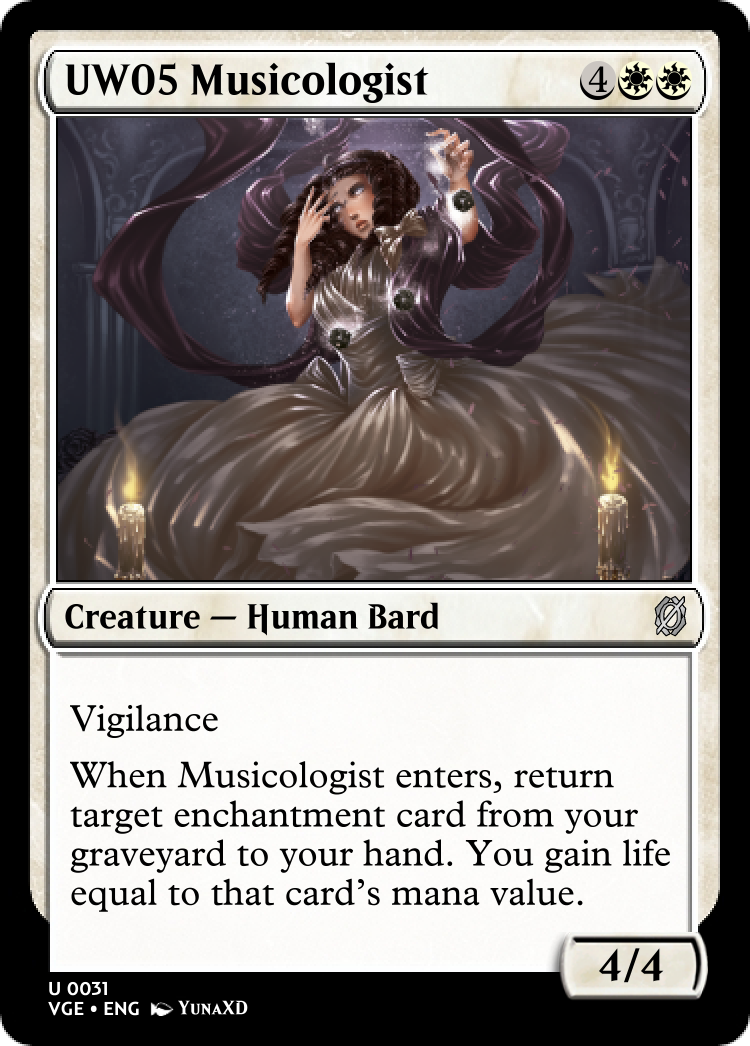 UW05 Musicologist 4
Creature — Human Bard
Vigilance
When Musicologist enters, return
target enchantment card from your
graveyard to your hand. You gain life
equal to that card's mana value.
4/4
U 0031
VGE • ENG YunaXD